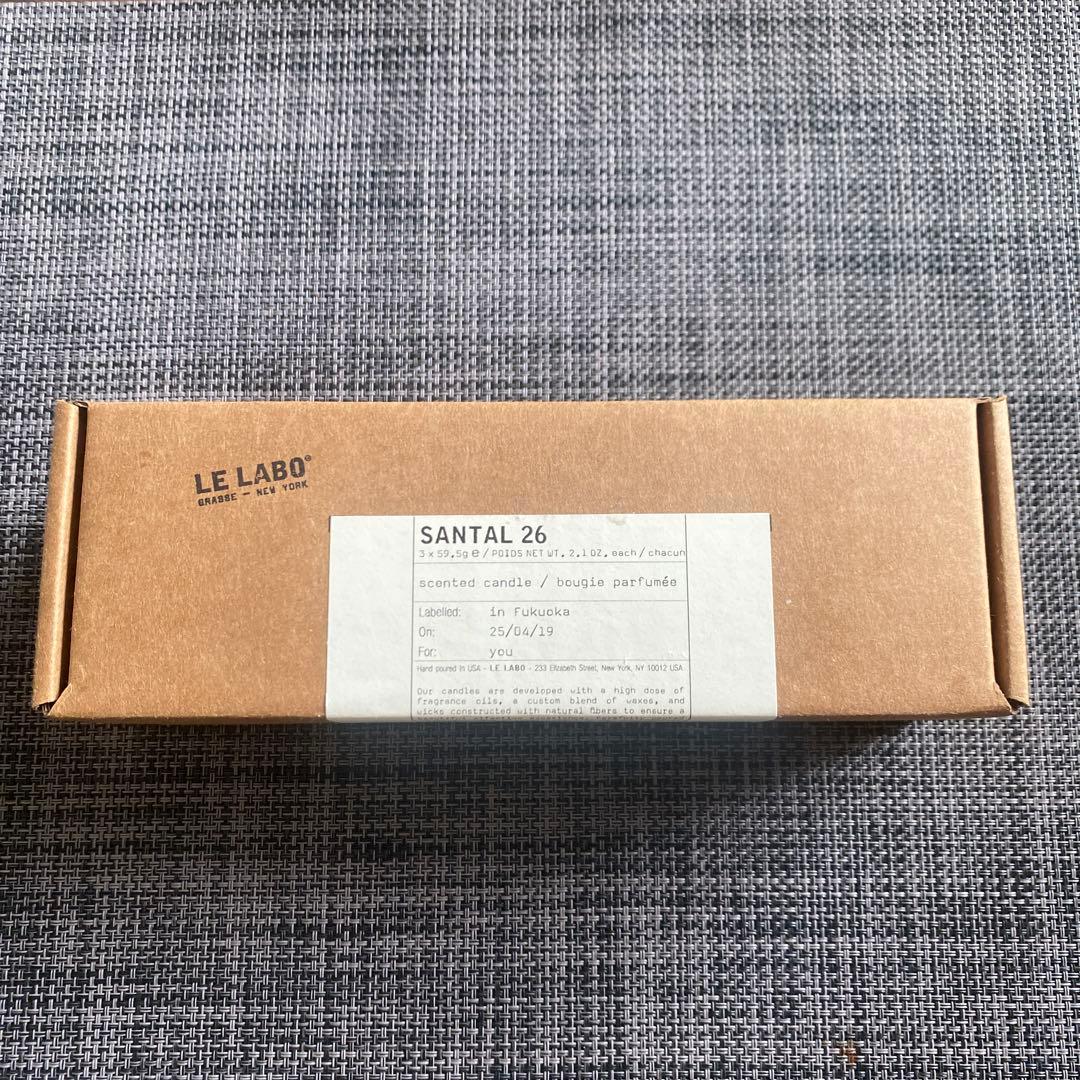 LE LABO®
GRASSE — NEW YORK
SANTAL 26
3 x 59.5g ℮ / POIDS NET WT. 2.1 OZ. each / chacun
scented candle / bougie parfumée
Labelled: in Fukuoka
On: 25/04/19
For: you
Hand poured in USA - LE LABO - 233 Elizabeth Street, New York, NY 10012 USA
Our candles are developed with a high dose of
fragrance oils, a custom blend of waxes, and
wicks constructed with natural fibers to ensure a